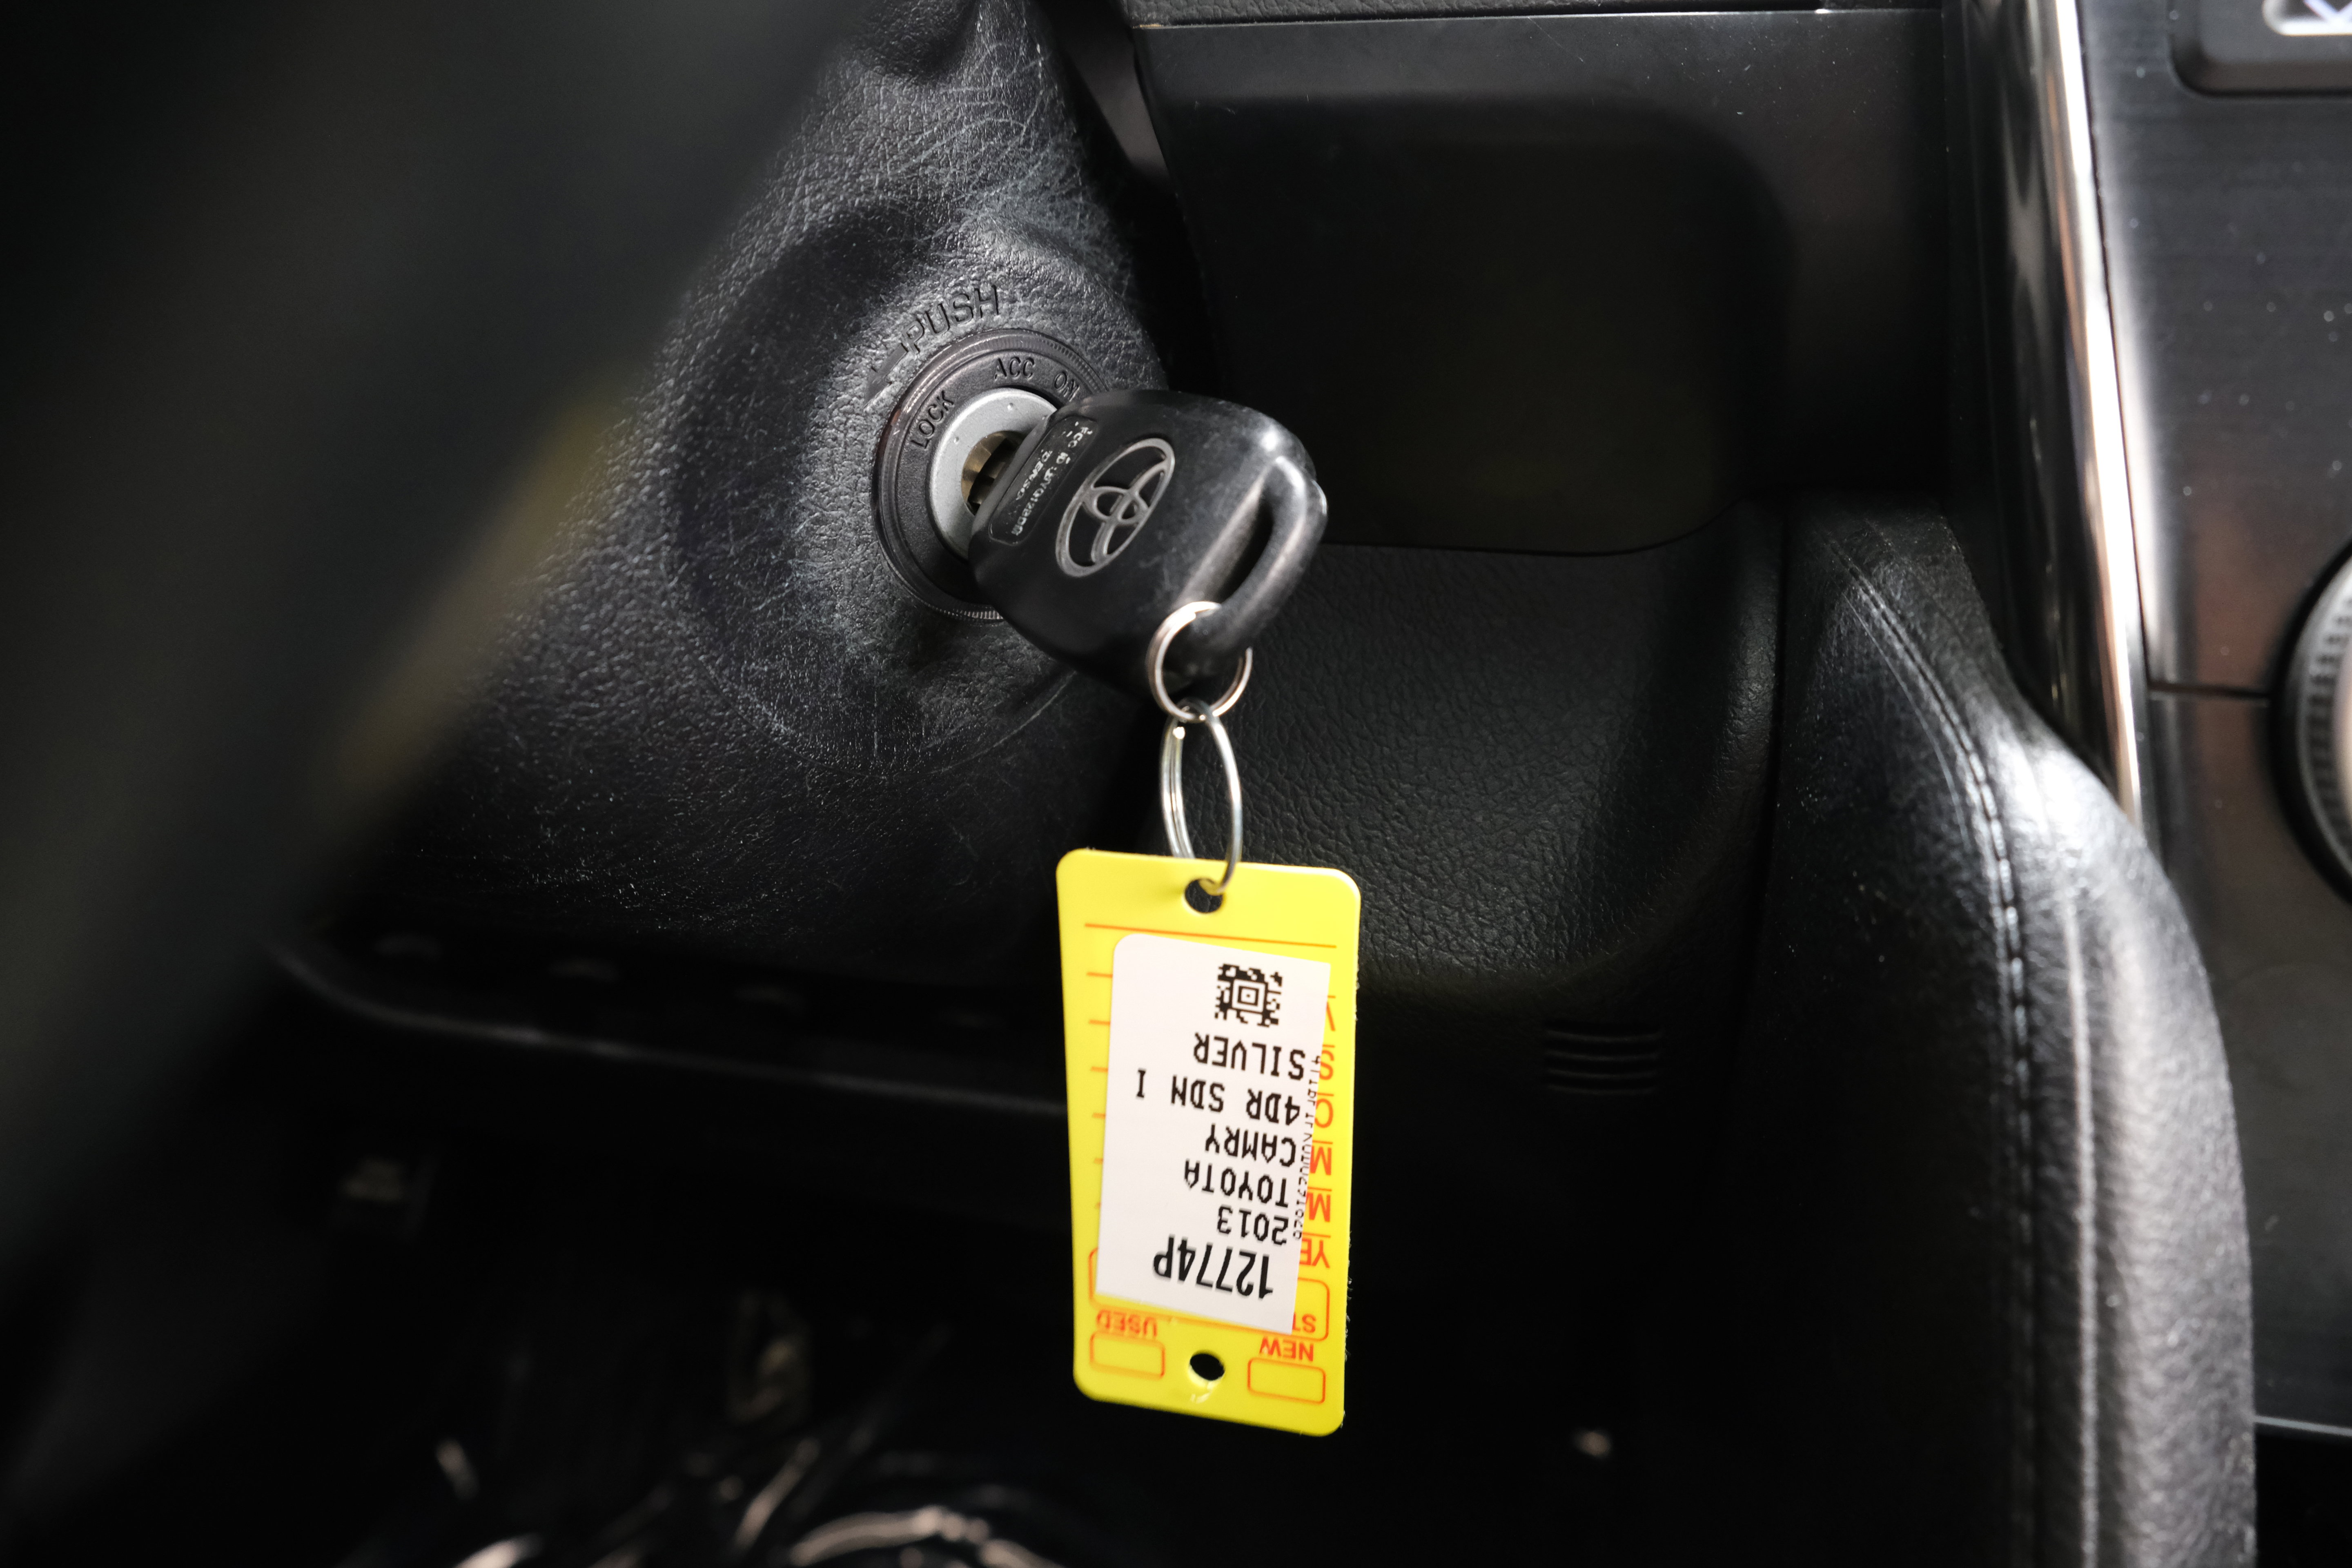 PUSH
LOCK
ACC
ON
12774P
2013
TOYOTA
CAMRY
4DR SDN I
SILVER
NEW
USED